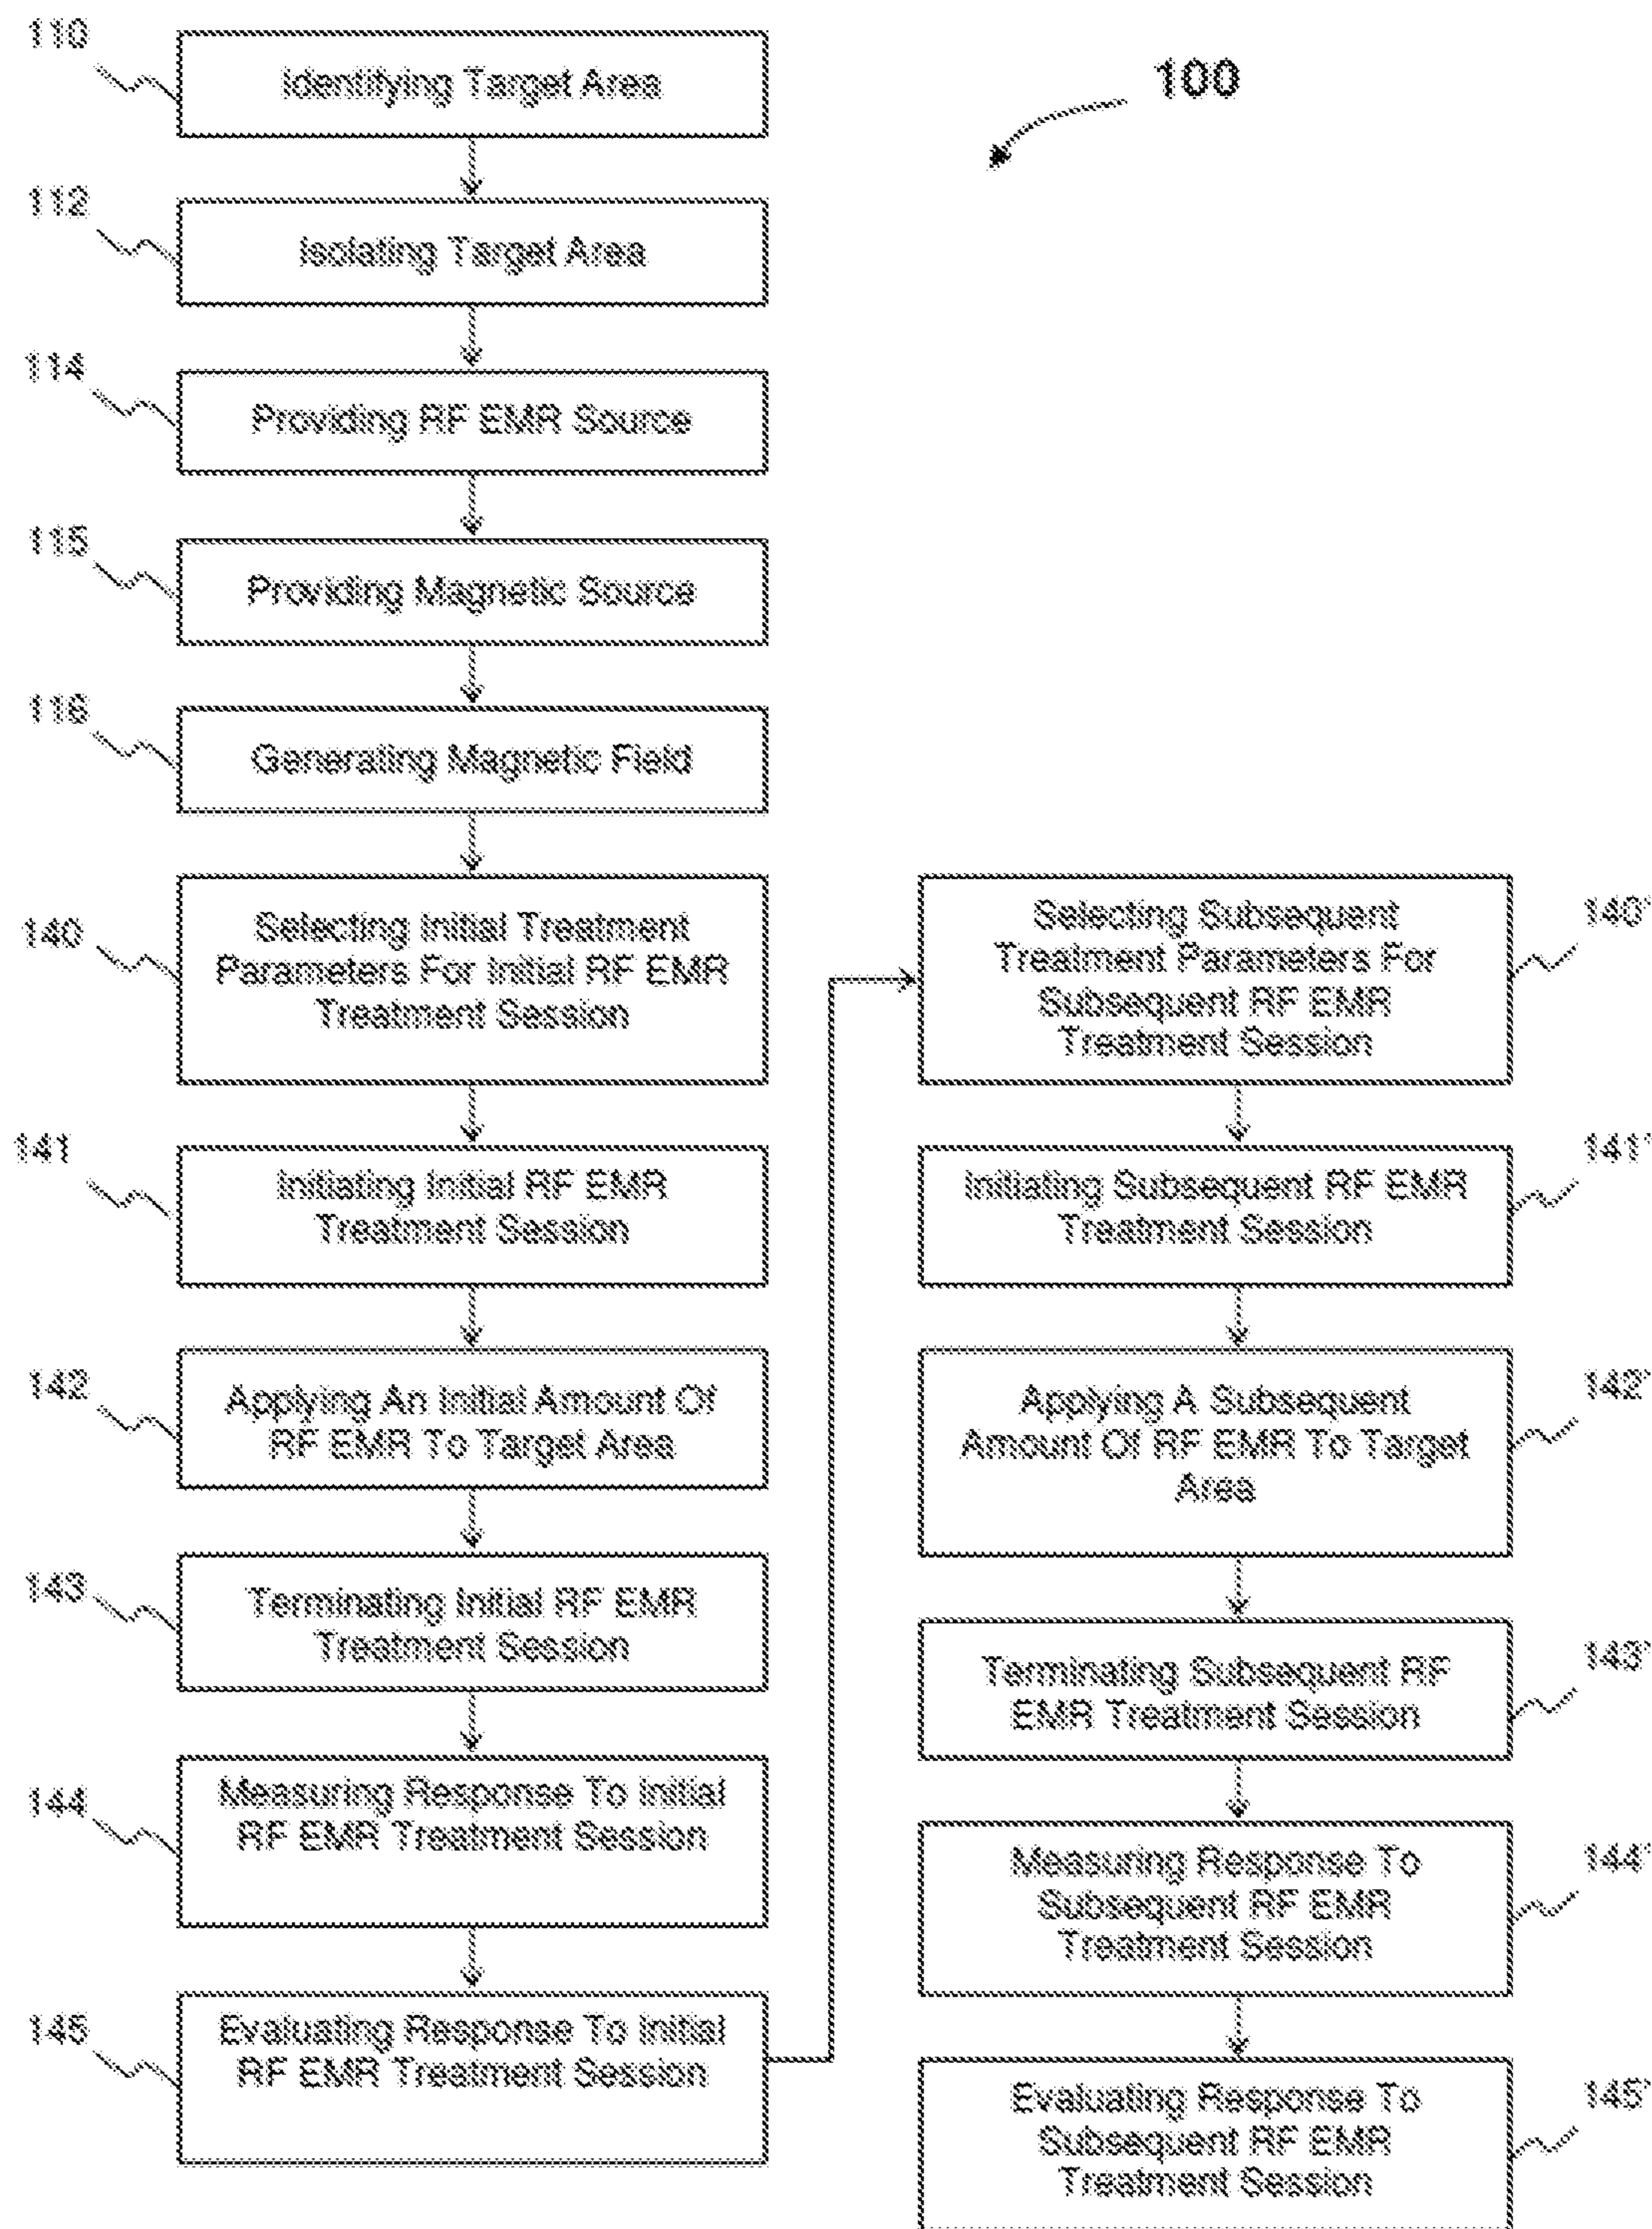 110
Identifying Target Area
100
112
Isolating Target Area
114
Providing RF EMR Source
115
Providing Magnetic Source
116
Generating Magnetic Field
140
Selecting Initial Treatment
Parameters For Initial RF EMR
Treatment Session
141
Initiating Initial RF EMR
Treatment Session
142
Applying An Initial Amount Of
RF EMR To Target Area
143
Terminating Initial RF EMR
Treatment Session
144
Measuring Response To Initial
RF EMR Treatment Session
145
Evaluating Response To Initial
RF EMR Treatment Session
Selecting Subsequent
Treatment Parameters For
Subsequent RF EMR
Treatment Session
140'
Initiating Subsequent RF EMR
Treatment Session
141'
Applying A Subsequent
Amount Of RF EMR To Target
Area
142'
Terminating Subsequent RF
EMR Treatment Session
143'
Measuring Response To
Subsequent RF EMR
Treatment Session
144'
Evaluating Response To
Subsequent RF EMR
Treatment Session
145'